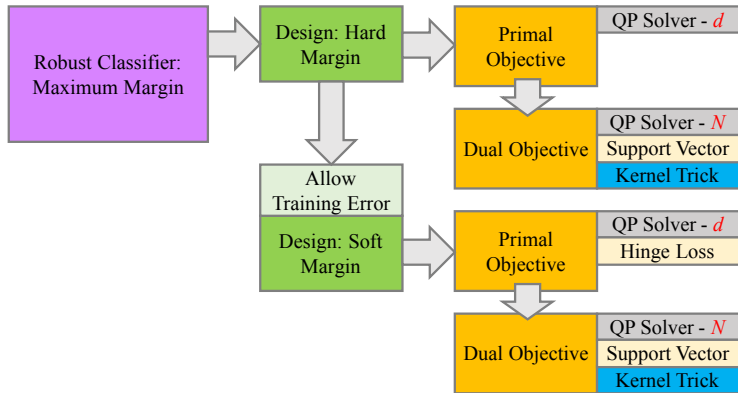 Robust Classifier:
Maximum Margin
Design: Hard
Margin
Primal
Objective
QP Solver - d
Dual Objective
QP Solver - N
Support Vector
Kernel Trick
Allow
Training Error
Design: Soft
Margin
Primal
Objective
QP Solver - d
Hinge Loss
Dual Objective
QP Solver - N
Support Vector
Kernel Trick